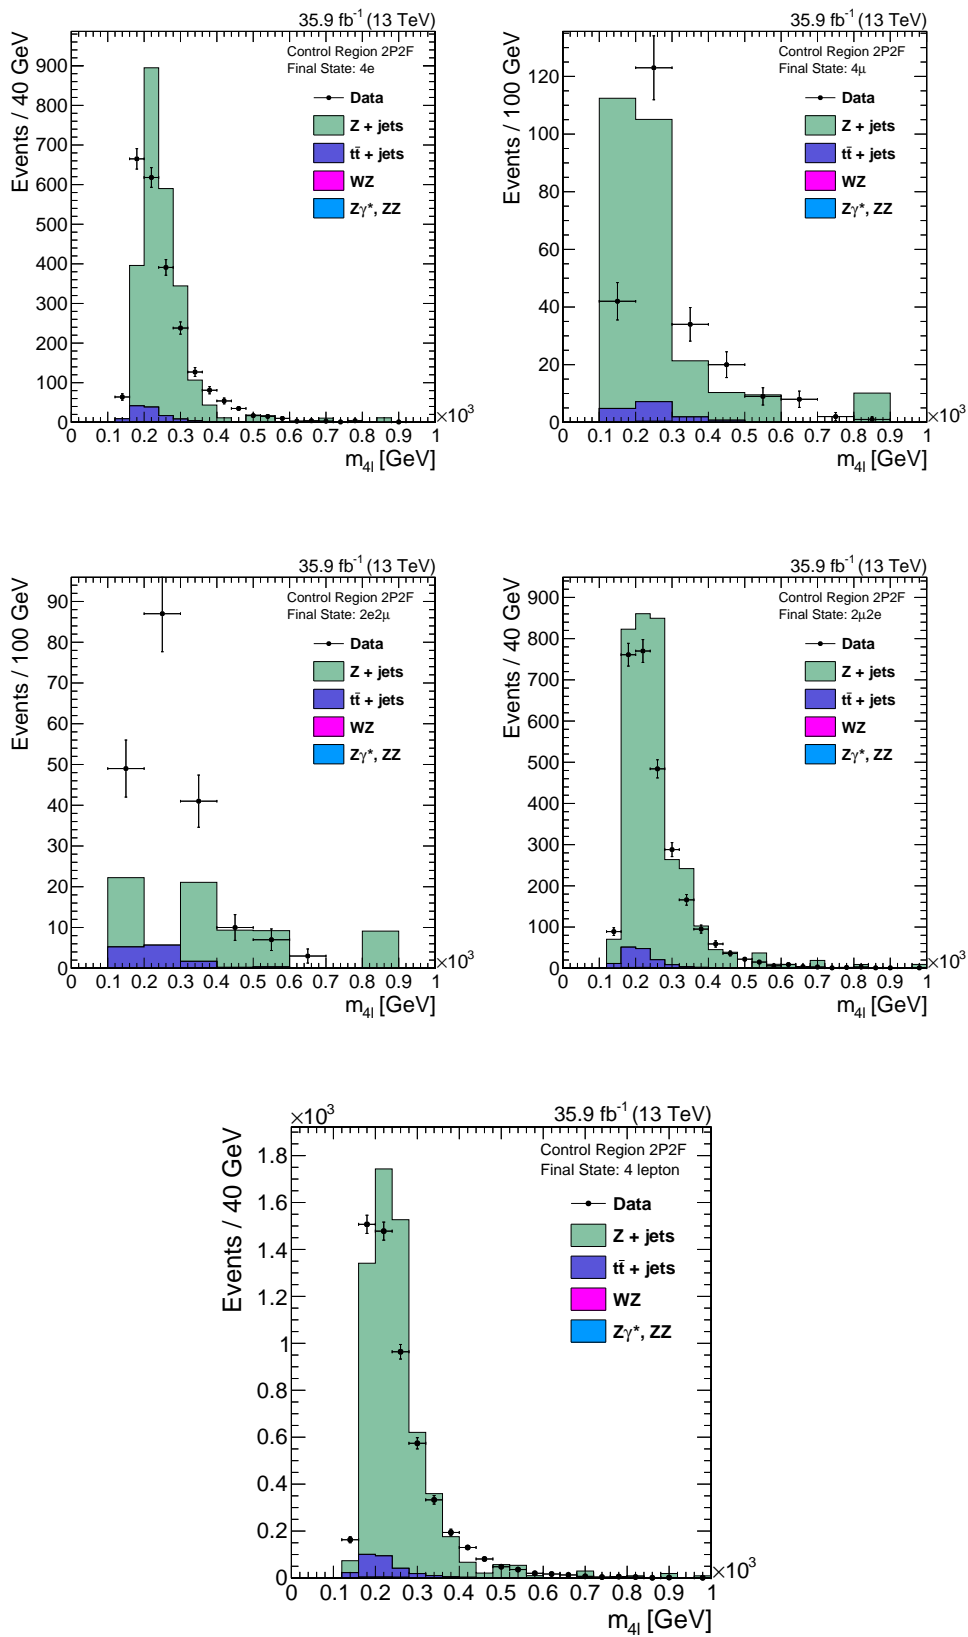 35.9 fb⁻¹ (13 TeV)
Events / 40 GeV
Control Region 2P2F
Final State: 4e
Data
Z + jets
tt̄ + jets
WZ
Zγ*, ZZ
900
800
700
600
500
400
300
200
100
0
0 0.1 0.2 0.3 0.4 0.5 0.6 0.7 0.8 0.9 1
×10³
m4l [GeV]
35.9 fb⁻¹ (13 TeV)
Events / 100 GeV
Control Region 2P2F
Final State: 4μ
Data
Z + jets
tt̄ + jets
WZ
Zγ*, ZZ
120
100
80
60
40
20
0
0 0.1 0.2 0.3 0.4 0.5 0.6 0.7 0.8 0.9 1
×10³
m4l [GeV]
35.9 fb⁻¹ (13 TeV)
Events / 100 GeV
Control Region 2P2F
Final State: 2e2μ
Data
Z + jets
tt̄ + jets
WZ
Zγ*, ZZ
90
80
70
60
50
40
30
20
10
0
0 0.1 0.2 0.3 0.4 0.5 0.6 0.7 0.8 0.9 1
×10³
m4l [GeV]
35.9 fb⁻¹ (13 TeV)
Events / 40 GeV
Control Region 2P2F
Final State: 2μ2e
Data
Z + jets
tt̄ + jets
WZ
Zγ*, ZZ
900
800
700
600
500
400
300
200
100
0
0 0.1 0.2 0.3 0.4 0.5 0.6 0.7 0.8 0.9 1
×10³
m4l [GeV]
×10³
35.9 fb⁻¹ (13 TeV)
Events / 40 GeV
Control Region 2P2F
Final State: 4 lepton
Data
Z + jets
tt̄ + jets
WZ
Zγ*, ZZ
1.8
1.6
1.4
1.2
1
0.8
0.6
0.4
0.2
0
0 0.1 0.2 0.3 0.4 0.5 0.6 0.7 0.8 0.9 1
×10³
m4l [GeV]